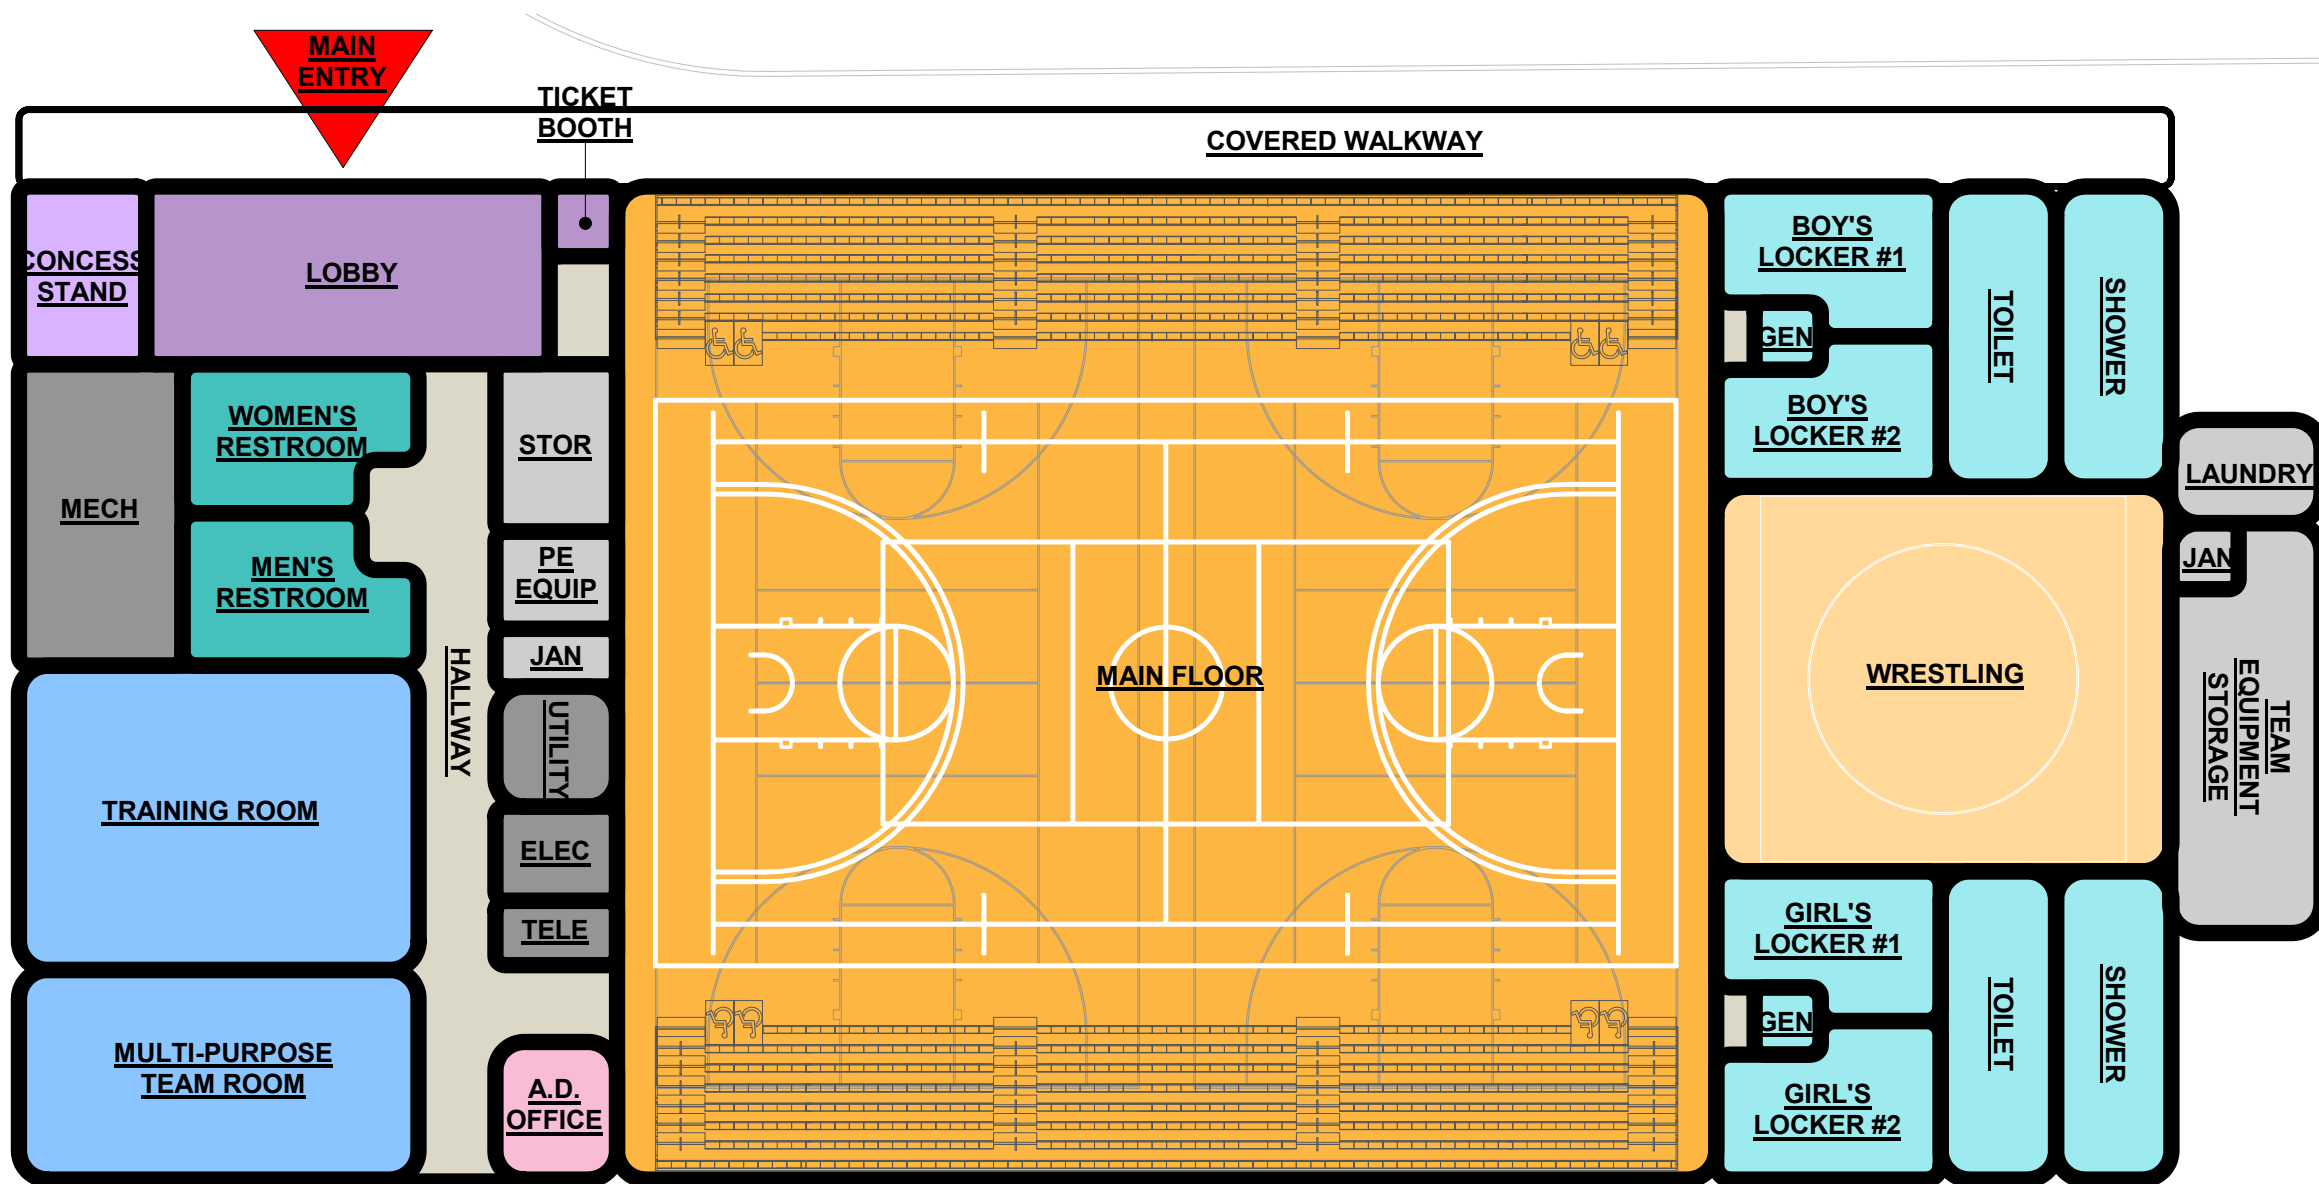 MAIN
ENTRY
TICKET
BOOTH
COVERED WALKWAY
CONCESS
STAND
LOBBY
BOY'S
LOCKER #1
GEN
BOY'S
LOCKER #2
TOILET
SHOWER
WOMEN'S
RESTROOM
MECH
MEN'S
RESTROOM
STOR
PE
EQUIP
JAN
HALLWAY
UTILITY
ELEC
TELE
MAIN FLOOR
WRESTLING
LAUNDRY
JAN
TEAM
EQUIPMENT
STORAGE
TRAINING ROOM
MULTI-PURPOSE
TEAM ROOM
A.D.
OFFICE
GIRL'S
LOCKER #1
GEN
GIRL'S
LOCKER #2
TOILET
SHOWER